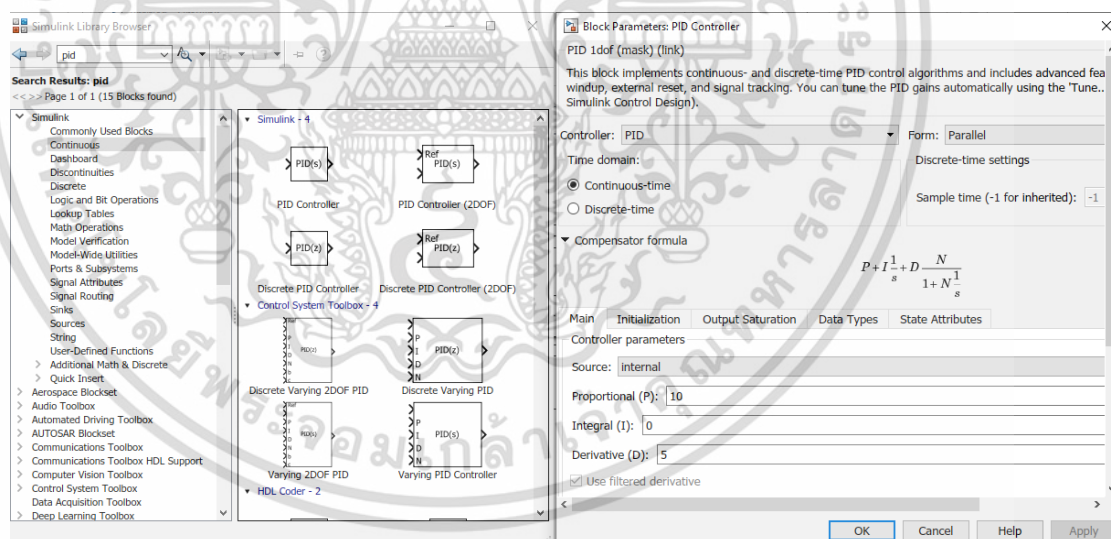 Simulink Library Browser
pid
Search Results: pid
<< >> Page 1 of 1 (15 Blocks found)
Simulink
Commonly Used Blocks
Continuous
Dashboard
Discontinuities
Discrete
Logic and Bit Operations
Lookup Tables
Math Operations
Model Verification
Model-Wide Utilities
Ports & Subsystems
Signal Attributes
Signal Routing
Sinks
Sources
String
User-Defined Functions
Additional Math & Discrete
Quick Insert
Aerospace Blockset
Audio Toolbox
Automated Driving Toolbox
AUTOSAR Blockset
Communications Toolbox
Communications Toolbox HDL Support
Computer Vision Toolbox
Control System Toolbox
Data Acquisition Toolbox
Deep Learning Toolbox
Simulink - 4
PID(s)
PID Controller
Ref
PID(s)
PID Controller (2DOF)
PID(z)
Discrete PID Controller
Ref
PID(z)
Discrete PID Controller (2DOF)
Control System Toolbox - 4
PID(z)
Discrete Varying 2DOF PID
P
I
D
N
PID(z)
Discrete Varying PID
PID(s)
Varying 2DOF PID
P
I
D
N
PID(s)
Varying PID Controller
HDL Coder - 2
Block Parameters: PID Controller
PID 1dof (mask) (link)
This block implements continuous- and discrete-time PID control algorithms and includes advanced fea
windup, external reset, and signal tracking. You can tune the PID gains automatically using the 'Tune...
Simulink Control Design).
Controller: PID
Form: Parallel
Time domain:
Continuous-time
Discrete-time
Discrete-time settings
Sample time (-1 for inherited): -1
Compensator formula
P + I 1/s + D N/(1 + N 1/s)
Main Initialization Output Saturation Data Types State Attributes
Controller parameters
Source: internal
Proportional (P): 10
Integral (I): 0
Derivative (D): 5
Use filtered derivative
OK Cancel Help Apply